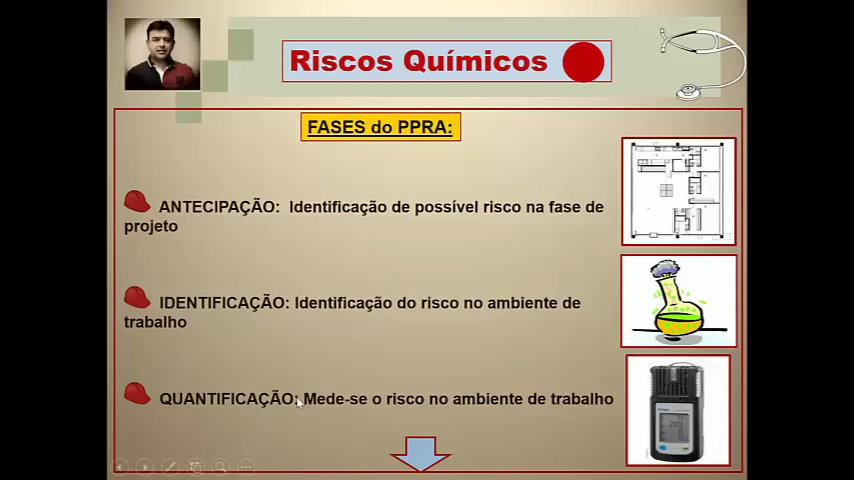 Riscos Químicos
FASES do PPRA:
ANTECIPAÇÃO: Identificação de possível risco na fase de
projeto
IDENTIFICAÇÃO: Identificação do risco no ambiente de
trabalho
QUANTIFICAÇÃO: Mede-se o risco no ambiente de trabalho